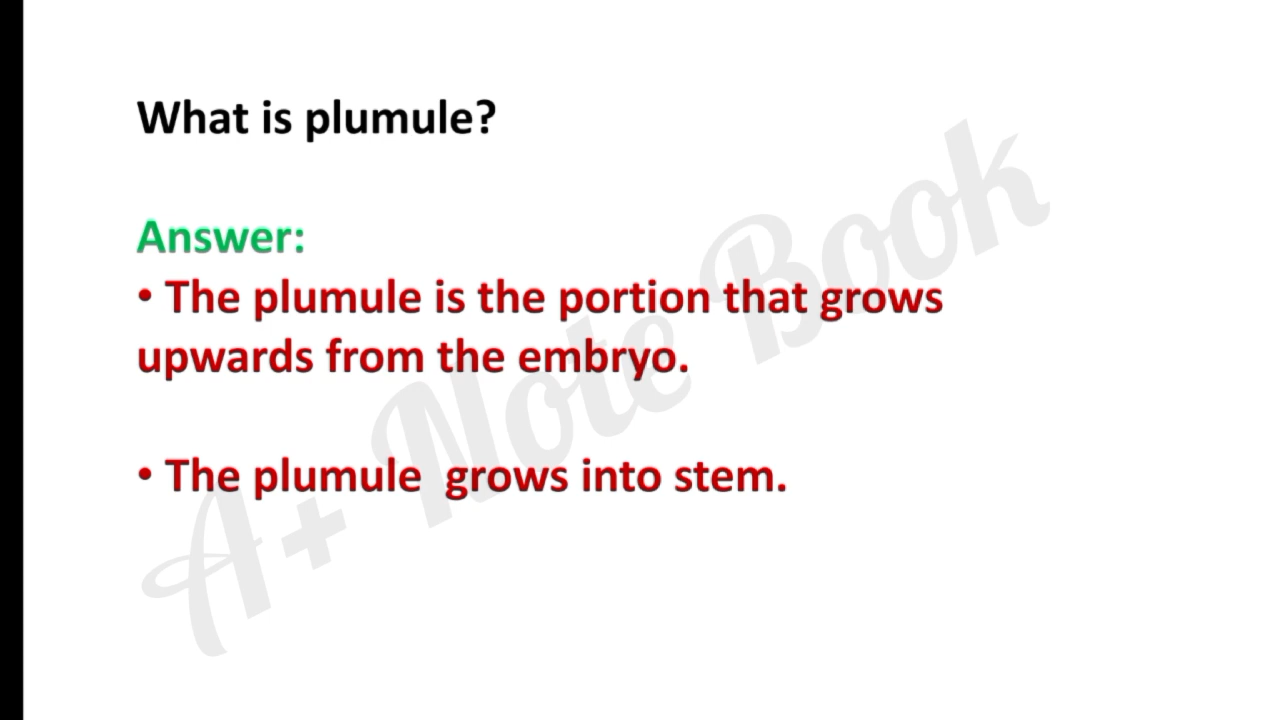 What is plumule?
Answer:
• The plumule is the portion that grows
upwards from the embryo.
• The plumule  grows into stem.
A+ Note Book